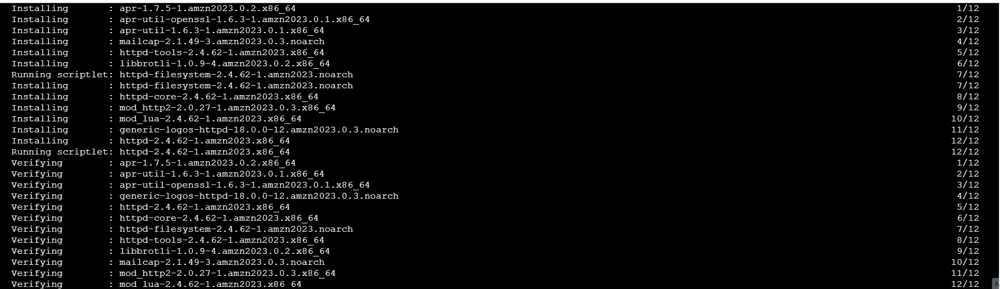 Installing       : apr-1.7.5-1.amzn2023.0.2.x86_64 1/12
Installing       : apr-util-openssl-1.6.3-1.amzn2023.0.1.x86_64 2/12
Installing       : apr-util-1.6.3-1.amzn2023.0.1.x86_64 3/12
Installing       : mailcap-2.1.49-3.amzn2023.0.3.noarch 4/12
Installing       : httpd-tools-2.4.62-1.amzn2023.x86_64 5/12
Installing       : libbrotli-1.0.9-4.amzn2023.0.2.x86_64 6/12
Running scriptlet: httpd-filesystem-2.4.62-1.amzn2023.noarch 7/12
Installing       : httpd-filesystem-2.4.62-1.amzn2023.noarch 7/12
Installing       : httpd-core-2.4.62-1.amzn2023.x86_64 8/12
Installing       : mod_http2-2.0.27-1.amzn2023.0.3.x86_64 9/12
Installing       : mod_lua-2.4.62-1.amzn2023.x86_64 10/12
Installing       : generic-logos-httpd-18.0.0-12.amzn2023.0.3.noarch 11/12
Installing       : httpd-2.4.62-1.amzn2023.x86_64 12/12
Running scriptlet: httpd-2.4.62-1.amzn2023.x86_64 12/12
Verifying        : apr-1.7.5-1.amzn2023.0.2.x86_64 1/12
Verifying        : apr-util-1.6.3-1.amzn2023.0.1.x86_64 2/12
Verifying        : apr-util-openssl-1.6.3-1.amzn2023.0.1.x86_64 3/12
Verifying        : generic-logos-httpd-18.0.0-12.amzn2023.0.3.noarch 4/12
Verifying        : httpd-2.4.62-1.amzn2023.x86_64 5/12
Verifying        : httpd-core-2.4.62-1.amzn2023.x86_64 6/12
Verifying        : httpd-filesystem-2.4.62-1.amzn2023.noarch 7/12
Verifying        : httpd-tools-2.4.62-1.amzn2023.x86_64 8/12
Verifying        : libbrotli-1.0.9-4.amzn2023.0.2.x86_64 9/12
Verifying        : mailcap-2.1.49-3.amzn2023.0.3.noarch 10/12
Verifying        : mod_http2-2.0.27-1.amzn2023.0.3.x86_64 11/12
Verifying        : mod_lua-2.4.62-1.amzn2023.x86_64 12/12